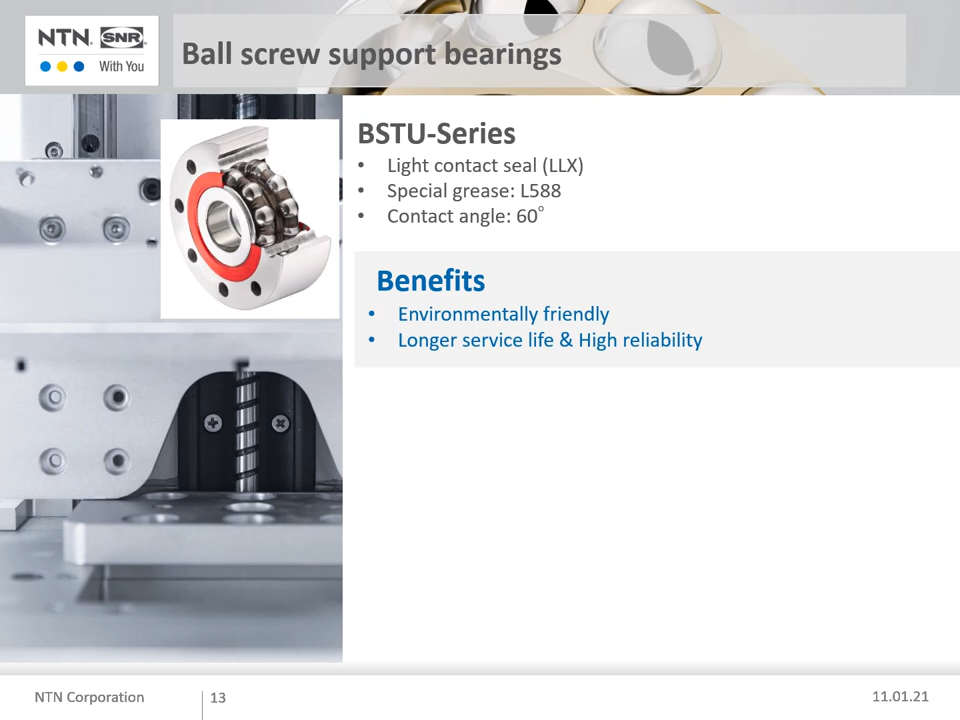 NTN SNR
With You
Ball screw support bearings
BSTU-Series
• Light contact seal (LLX)
• Special grease: L588
• Contact angle: 60°
Benefits
• Environmentally friendly
• Longer service life & High reliability
NTN Corporation
13
11.01.21